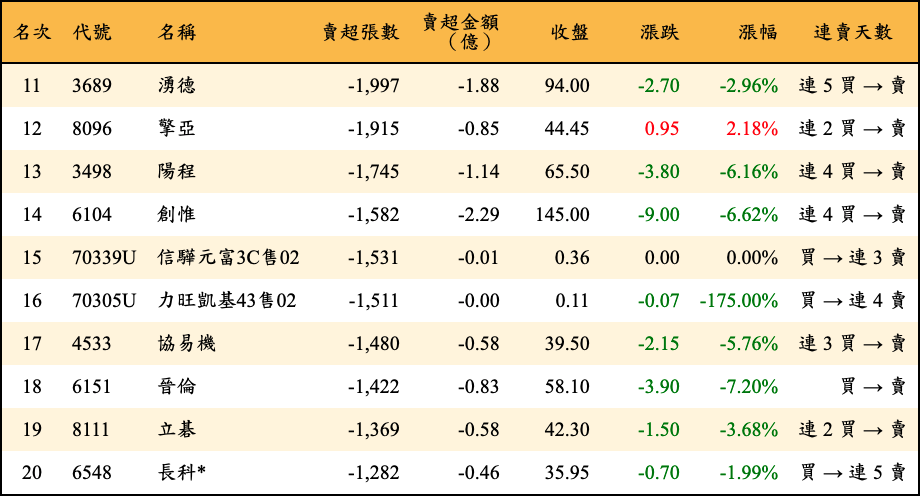 名次 代號 名稱 賣超張數 賣超金額（億） 收盤 漲跌 漲幅 連賣天數
11 3689 湧德 -1,997 -1.88 94.00 -2.70 -2.96% 連 5 買 → 賣
12 8096 擎亞 -1,915 -0.85 44.45 0.95 2.18% 連 2 買 → 賣
13 3498 陽程 -1,745 -1.14 65.50 -3.80 -6.16% 連 4 買 → 賣
14 6104 創惟 -1,582 -2.29 145.00 -9.00 -6.62% 連 4 買 → 賣
15 70339U 信驊元富3C售02 -1,531 -0.01 0.36 0.00 0.00% 買 → 連 3 賣
16 70305U 力旺凱基43售02 -1,511 -0.00 0.11 -0.07 -175.00% 買 → 連 4 賣
17 4533 協易機 -1,480 -0.58 39.50 -2.15 -5.76% 連 3 買 → 賣
18 6151 晉倫 -1,422 -0.83 58.10 -3.90 -7.20% 買 → 賣
19 8111 立碁 -1,369 -0.58 42.30 -1.50 -3.68% 連 2 買 → 賣
20 6548 長科* -1,282 -0.46 35.95 -0.70 -1.99% 買 → 連 5 賣